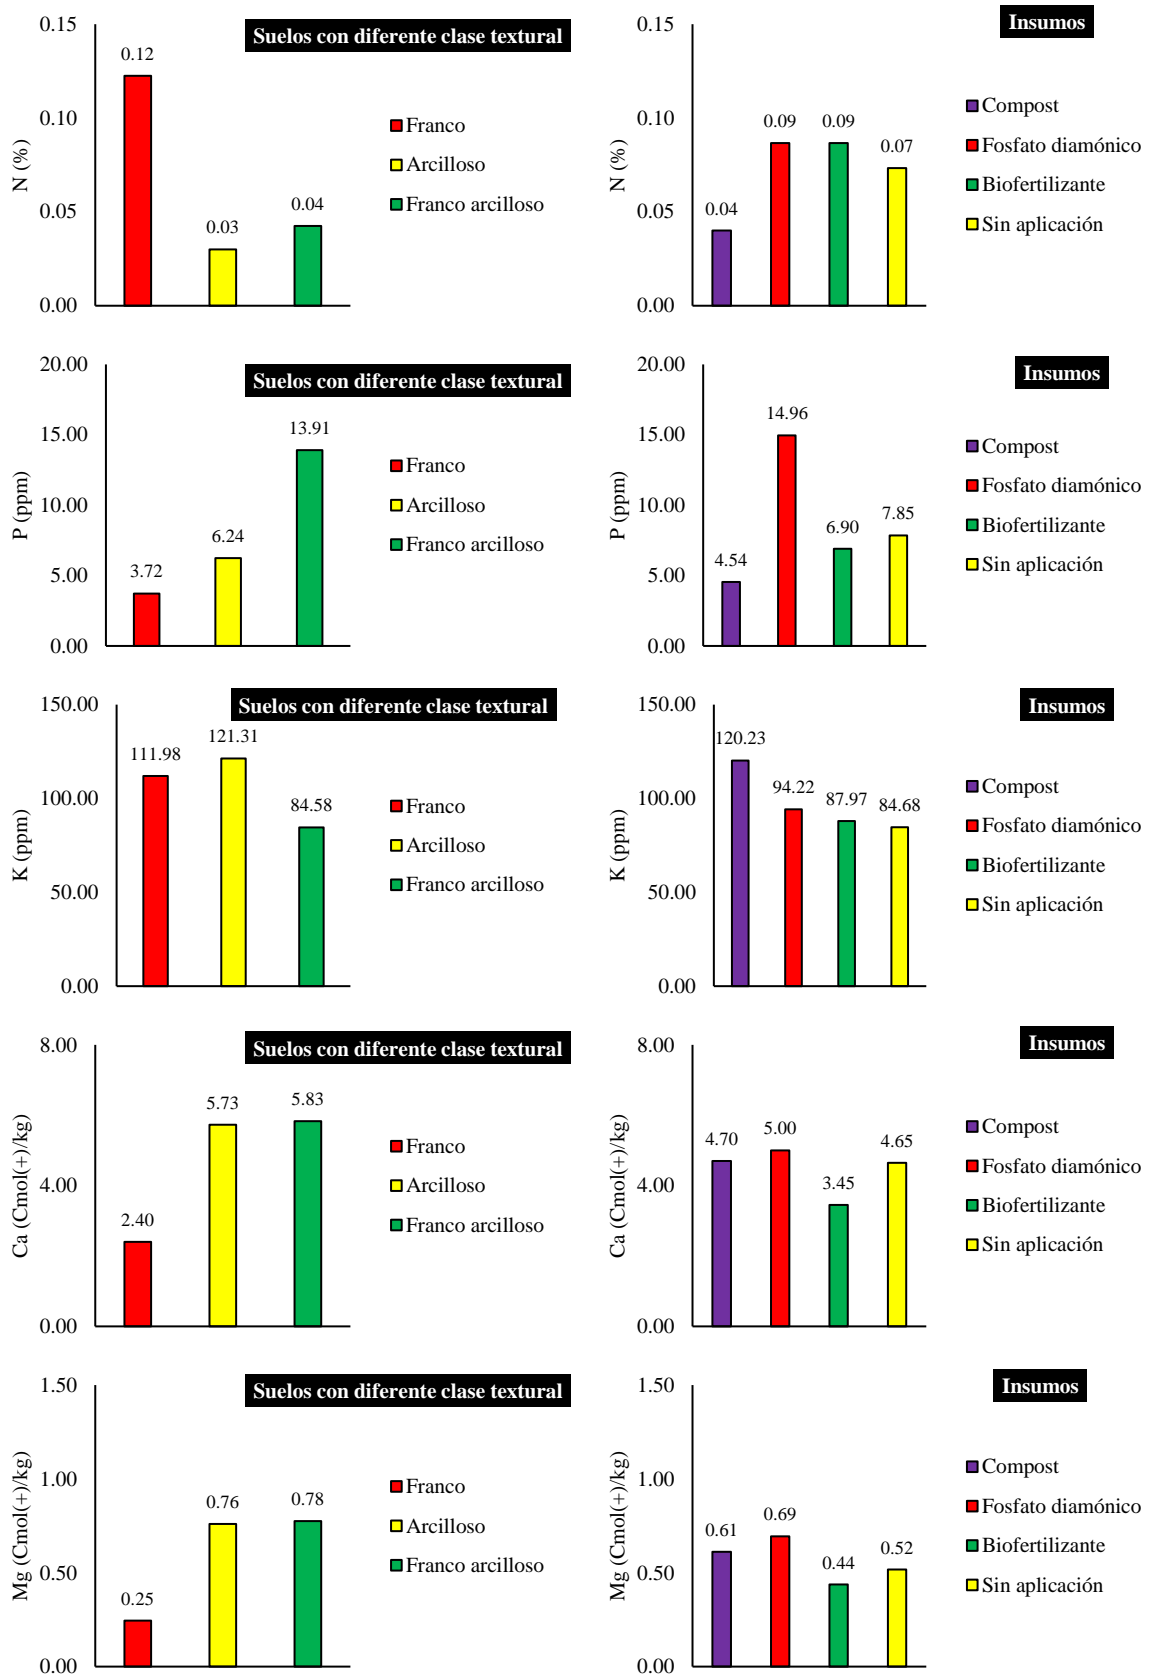 Suelos con diferente clase textural
N (%)
0.15
0.10
0.05
0.00
0.12
0.03
0.04
Franco
Arcilloso
Franco arcilloso
Insumos
N (%)
0.15
0.10
0.05
0.00
0.04
0.09
0.09
0.07
Compost
Fosfato diamónico
Biofertilizante
Sin aplicación
Suelos con diferente clase textural
P (ppm)
20.00
15.00
10.00
5.00
0.00
3.72
6.24
13.91
Franco
Arcilloso
Franco arcilloso
Insumos
P (ppm)
20.00
15.00
10.00
5.00
0.00
4.54
14.96
6.90
7.85
Compost
Fosfato diamónico
Biofertilizante
Sin aplicación
Suelos con diferente clase textural
K (ppm)
150.00
100.00
50.00
0.00
111.98
121.31
84.58
Franco
Arcilloso
Franco arcilloso
Insumos
K (ppm)
150.00
100.00
50.00
0.00
120.23
94.22
87.97
84.68
Compost
Fosfato diamónico
Biofertilizante
Sin aplicación
Suelos con diferente clase textural
Ca (Cmol(+)/kg)
8.00
4.00
0.00
2.40
5.73
5.83
Franco
Arcilloso
Franco arcilloso
Insumos
Ca (Cmol(+)/kg)
8.00
4.00
0.00
4.70
5.00
3.45
4.65
Compost
Fosfato diamónico
Biofertilizante
Sin aplicación
Suelos con diferente clase textural
Mg (Cmol(+)/kg)
1.50
1.00
0.50
0.00
0.25
0.76
0.78
Franco
Arcilloso
Franco arcilloso
Insumos
Mg (Cmol(+)/kg)
1.50
1.00
0.50
0.00
0.61
0.69
0.44
0.52
Compost
Fosfato diamónico
Biofertilizante
Sin aplicación